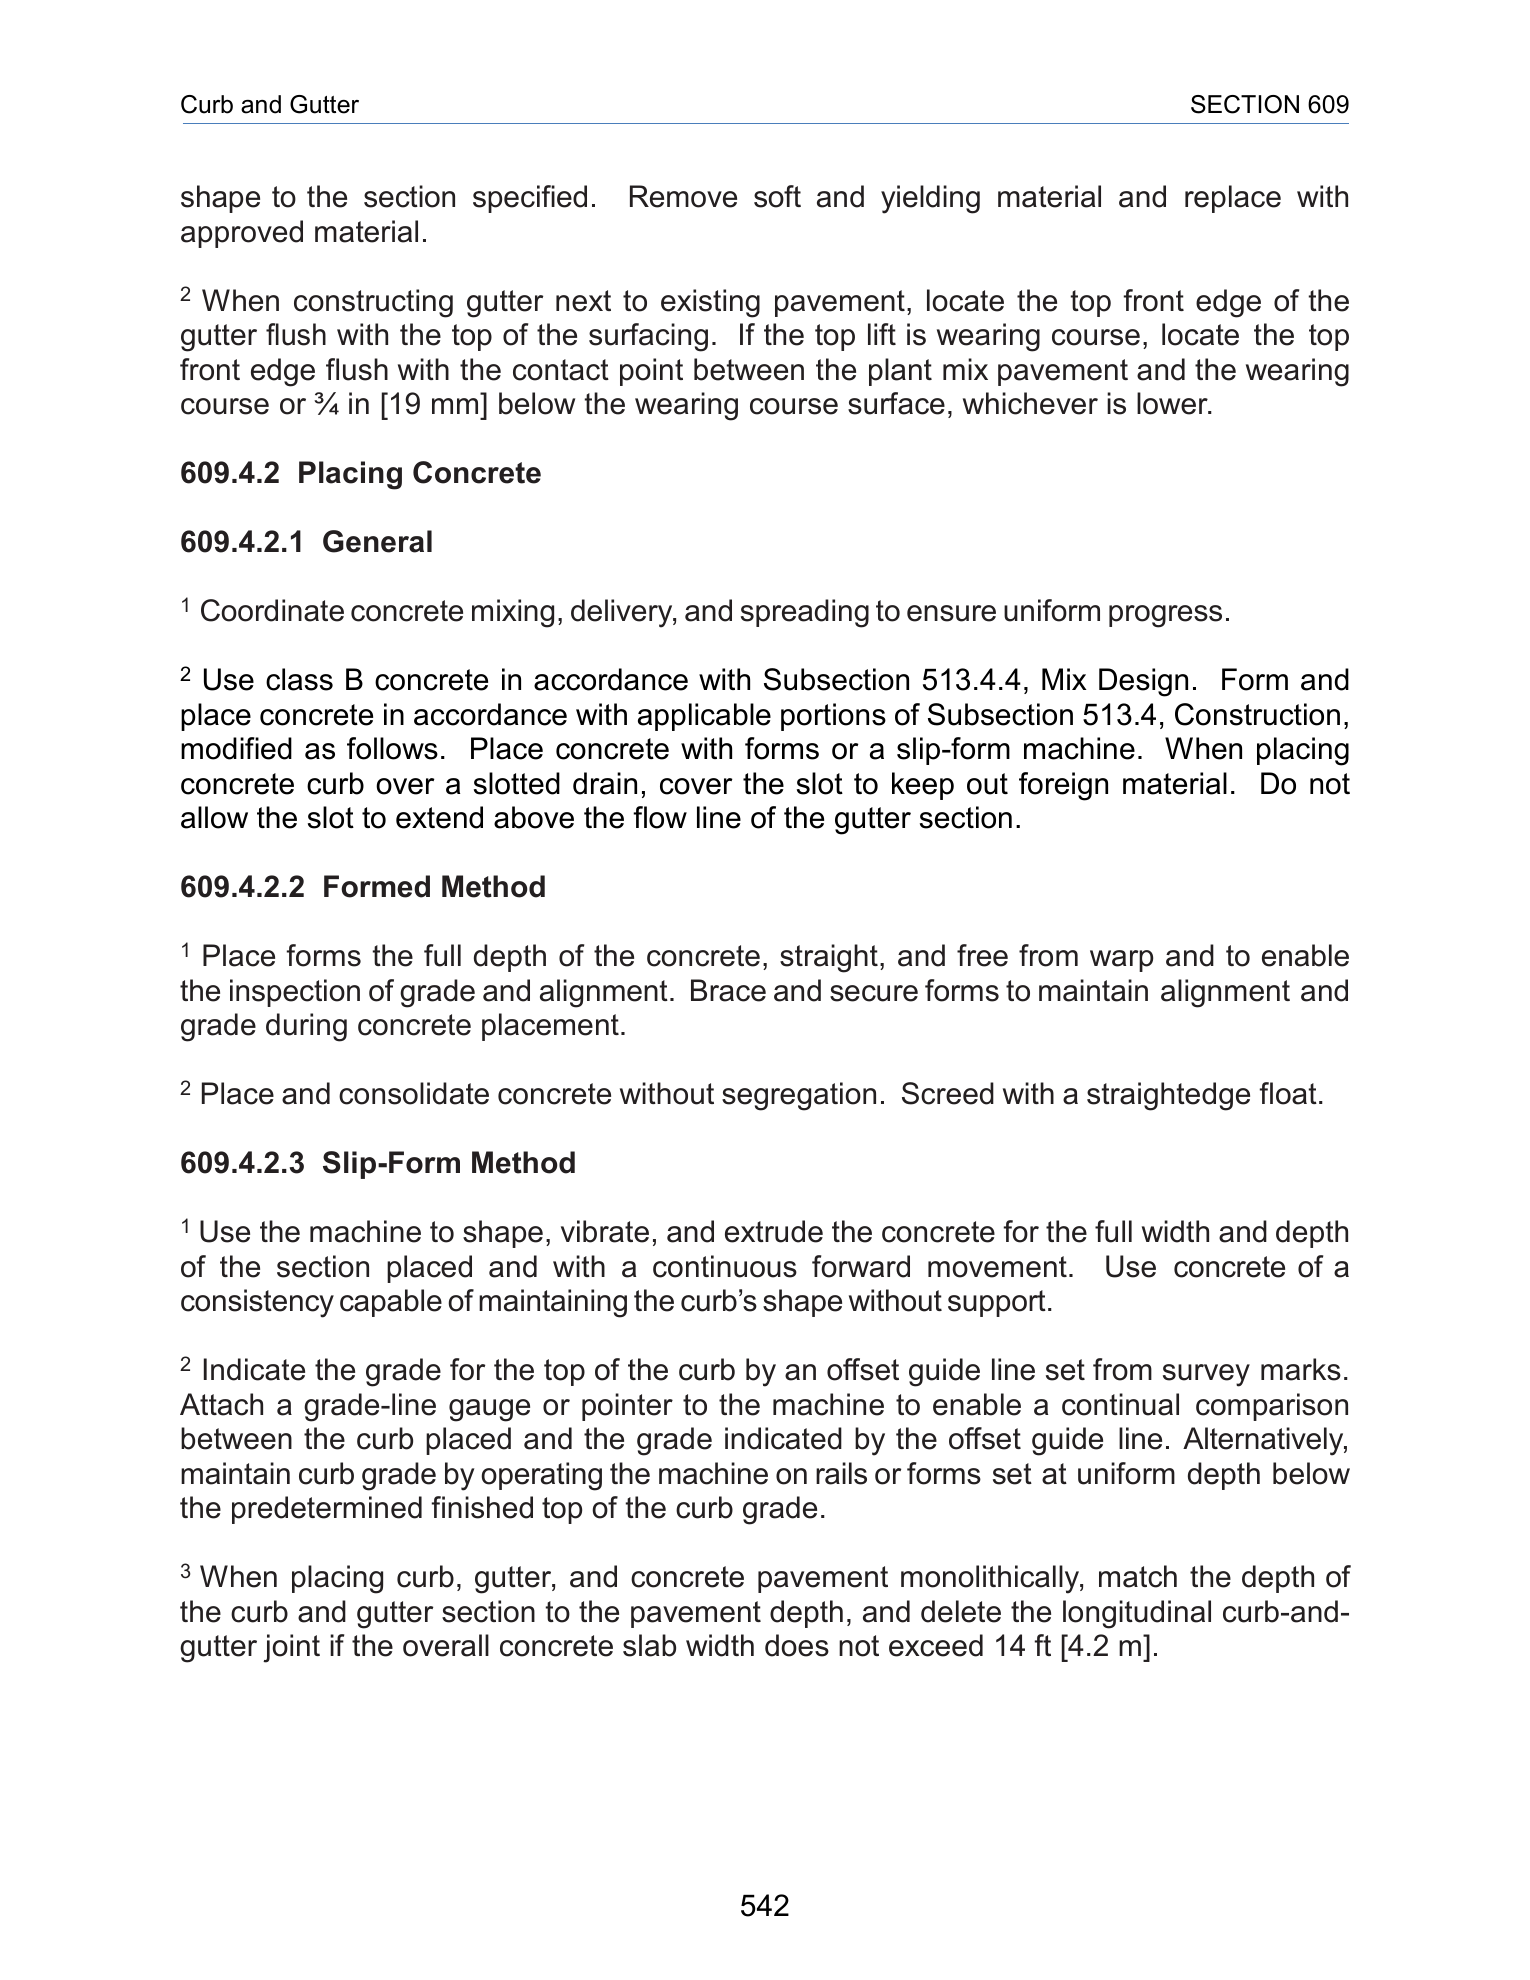 Curb and Gutter SECTION 609
shape to the section specified. Remove soft and yielding material and replace with
approved material.
2 When constructing gutter next to existing pavement, locate the top front edge of the
gutter flush with the top of the surfacing. If the top lift is wearing course, locate the top
front edge flush with the contact point between the plant mix pavement and the wearing
course or ¾ in [19 mm] below the wearing course surface, whichever is lower.
609.4.2 Placing Concrete
609.4.2.1 General
1 Coordinate concrete mixing, delivery, and spreading to ensure uniform progress.
2 Use class B concrete in accordance with Subsection 513.4.4, Mix Design. Form and
place concrete in accordance with applicable portions of Subsection 513.4, Construction,
modified as follows. Place concrete with forms or a slip-form machine. When placing
concrete curb over a slotted drain, cover the slot to keep out foreign material. Do not
allow the slot to extend above the flow line of the gutter section.
609.4.2.2 Formed Method
1 Place forms the full depth of the concrete, straight, and free from warp and to enable
the inspection of grade and alignment. Brace and secure forms to maintain alignment and
grade during concrete placement.
2 Place and consolidate concrete without segregation. Screed with a straightedge float.
609.4.2.3 Slip-Form Method
1 Use the machine to shape, vibrate, and extrude the concrete for the full width and depth
of the section placed and with a continuous forward movement. Use concrete of a
consistency capable of maintaining the curb’s shape without support.
2 Indicate the grade for the top of the curb by an offset guide line set from survey marks.
Attach a grade-line gauge or pointer to the machine to enable a continual comparison
between the curb placed and the grade indicated by the offset guide line. Alternatively,
maintain curb grade by operating the machine on rails or forms set at uniform depth below
the predetermined finished top of the curb grade.
3 When placing curb, gutter, and concrete pavement monolithically, match the depth of
the curb and gutter section to the pavement depth, and delete the longitudinal curb-and-
gutter joint if the overall concrete slab width does not exceed 14 ft [4.2 m].
542